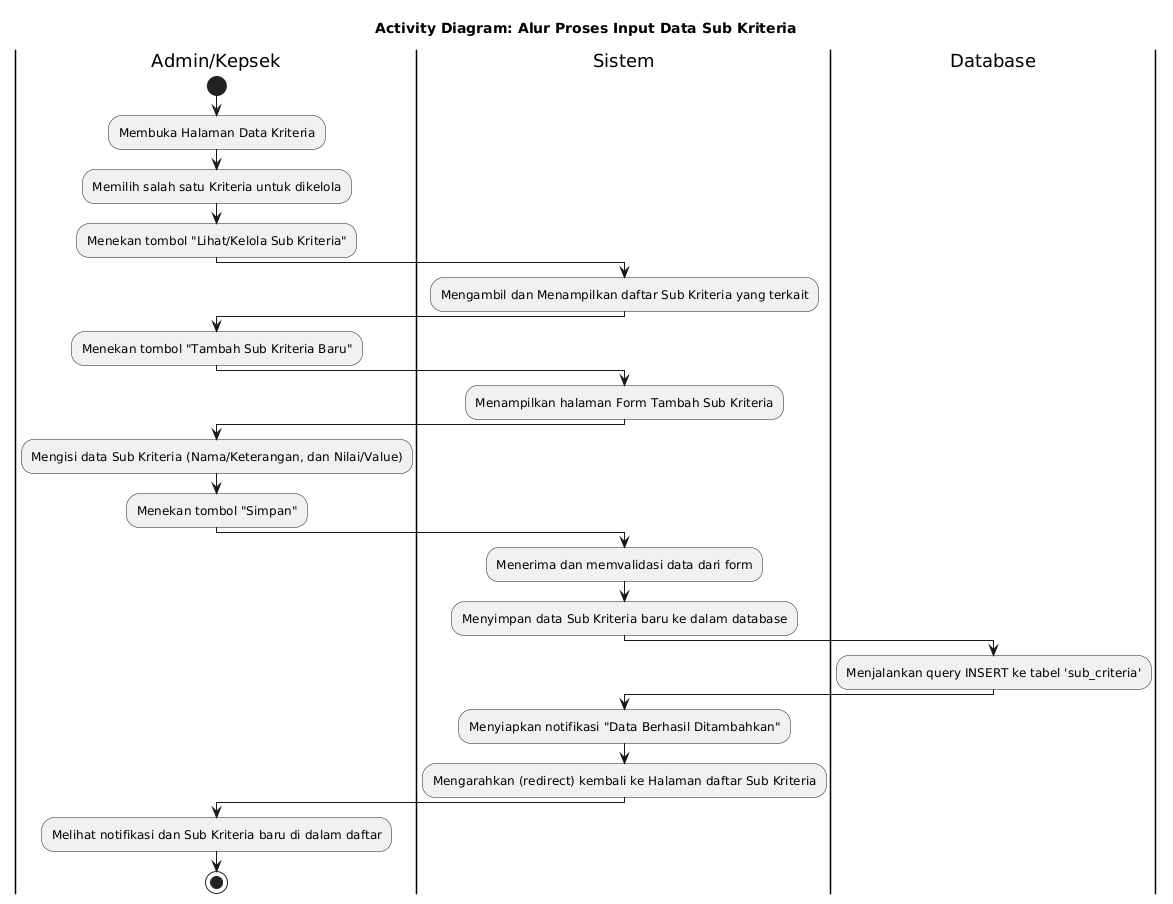 Activity Diagram: Alur Proses Input Data Sub Kriteria
Admin/Kepsek
Sistem
Database
Membuka Halaman Data Kriteria
Memilih salah satu Kriteria untuk dikelola
Menekan tombol "Lihat/Kelola Sub Kriteria"
Mengambil dan Menampilkan daftar Sub Kriteria yang terkait
Menekan tombol "Tambah Sub Kriteria Baru"
Menampilkan halaman Form Tambah Sub Kriteria
Mengisi data Sub Kriteria (Nama/Keterangan, dan Nilai/Value)
Menekan tombol "Simpan"
Menerima dan memvalidasi data dari form
Menyimpan data Sub Kriteria baru ke dalam database
Menjalankan query INSERT ke tabel 'sub_criteria'
Menyiapkan notifikasi "Data Berhasil Ditambahkan"
Mengarahkan (redirect) kembali ke Halaman daftar Sub Kriteria
Melihat notifikasi dan Sub Kriteria baru di dalam daftar